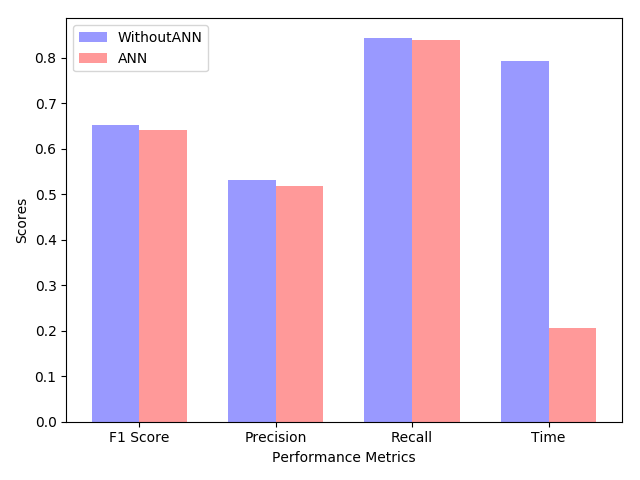 WithoutANN
ANN
Scores
0.8
0.7
0.6
0.5
0.4
0.3
0.2
0.1
0.0
F1 Score
Precision
Recall
Time
Performance Metrics